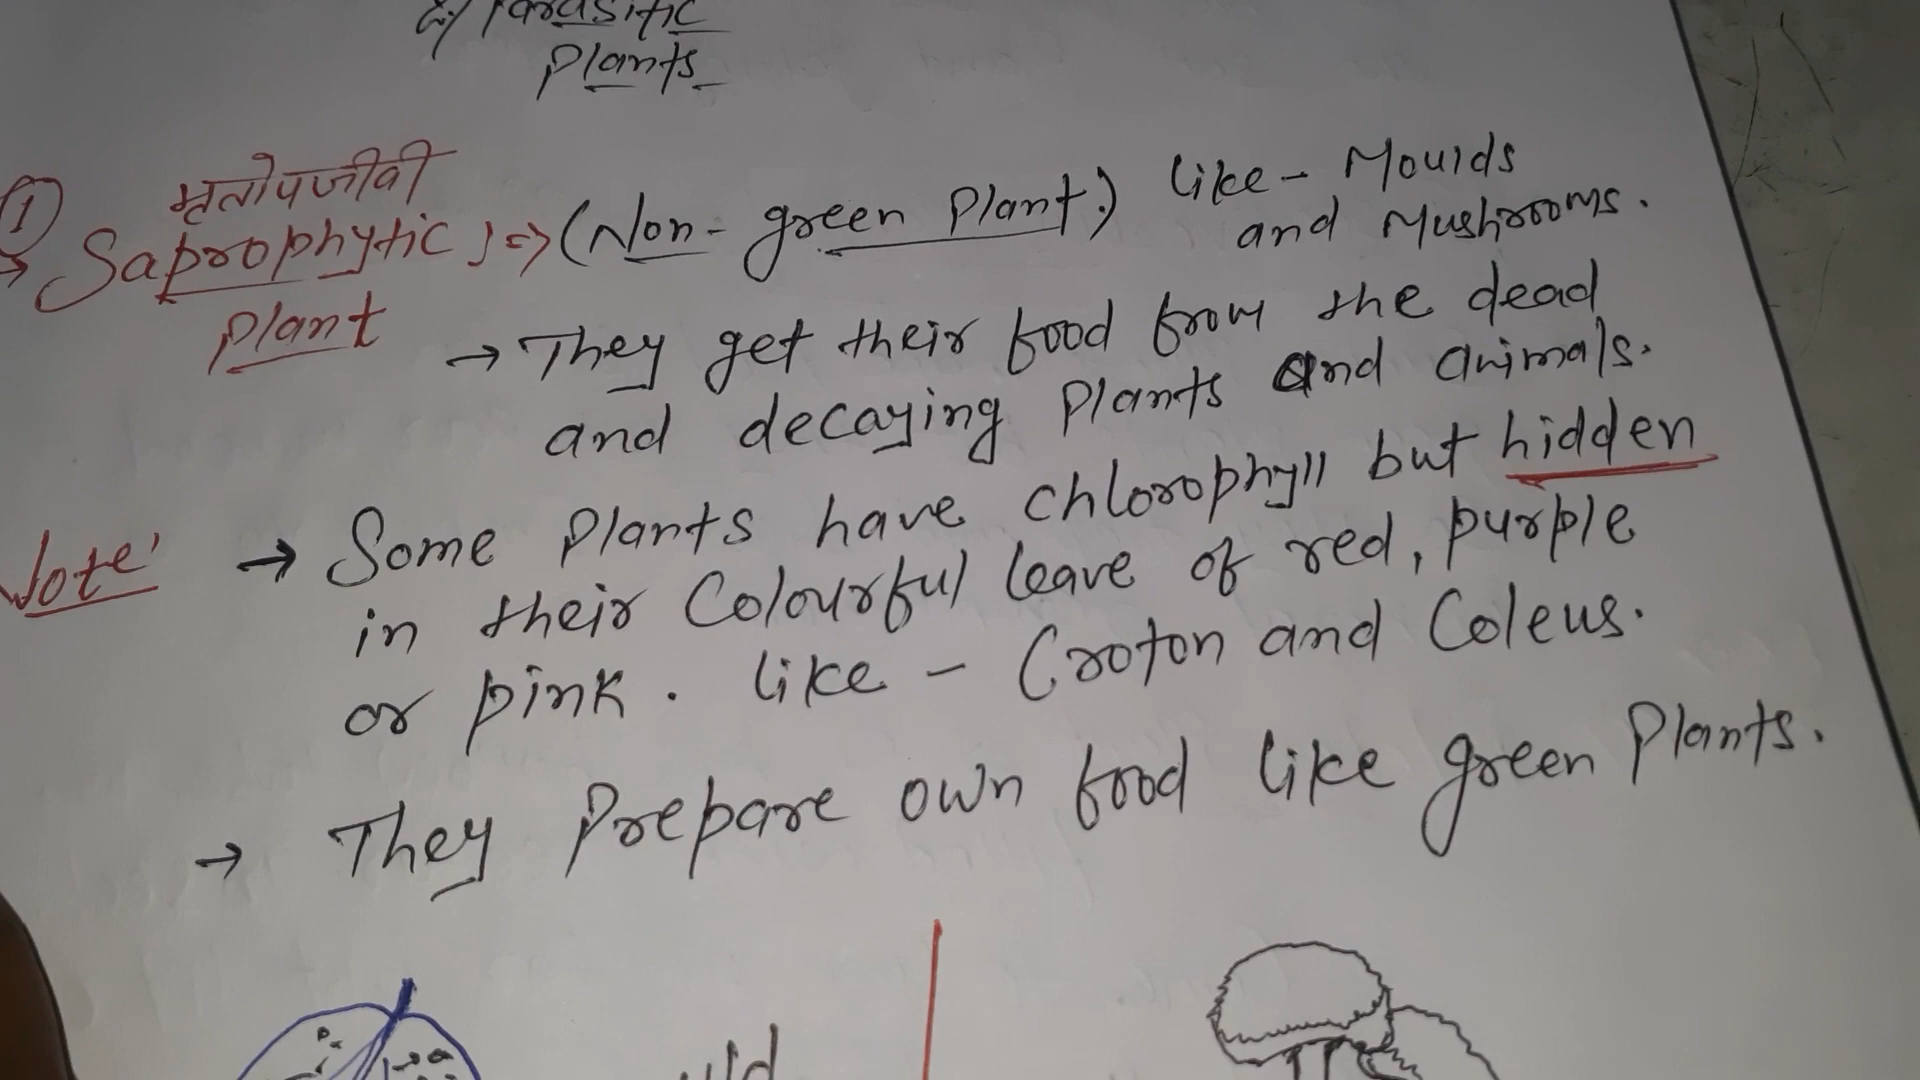 Parasitic
Plants
① मृतोपजीवी
Saprophytic :⇒ (Non-green Plant.) like - Moulds
and Mushrooms.
Plant
→ They get their food from the dead
and decaying Plants and animals.
Note' → Some Plants have chlorophyll but hidden
in their Colourful leave of red, purple
or pink. like - Croton and Coleus.
→ They Prepare own food like green Plants.